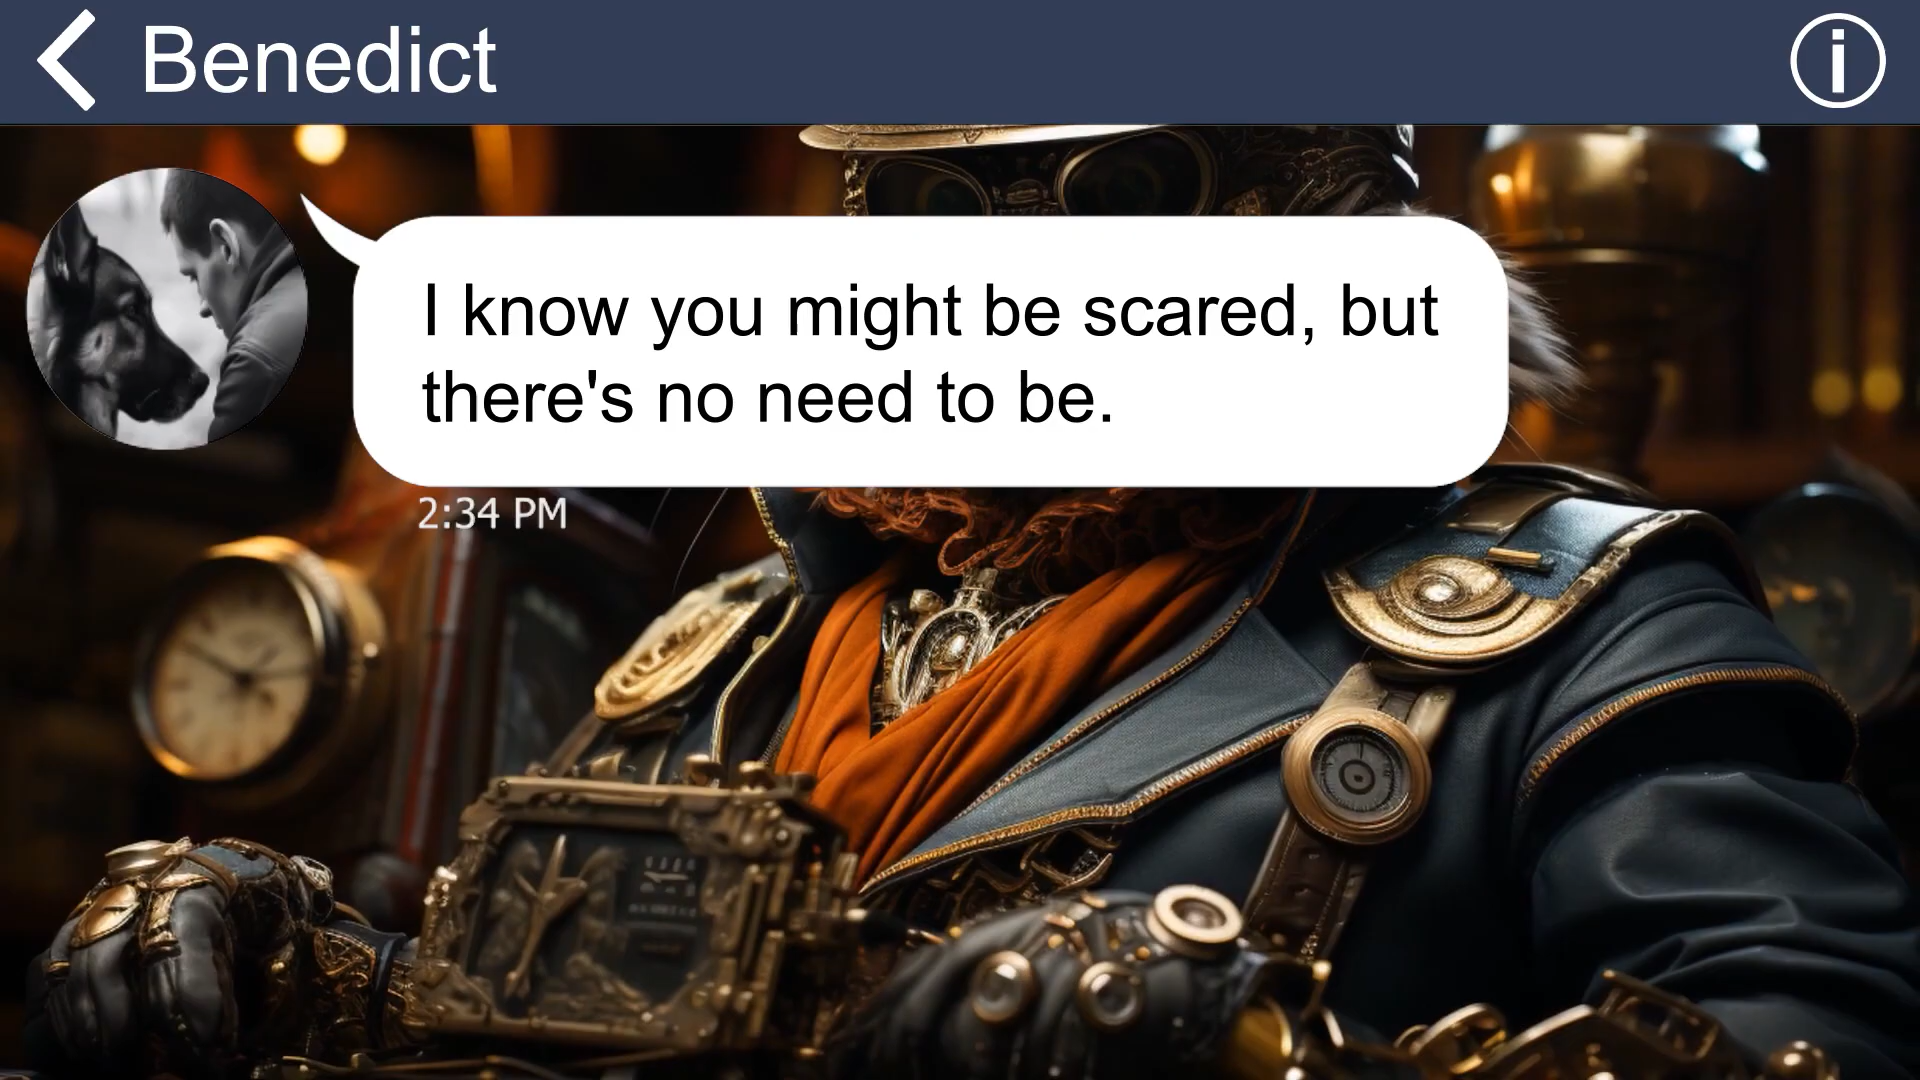 Benedict
I know you might be scared, but
there's no need to be.
2:34 PM